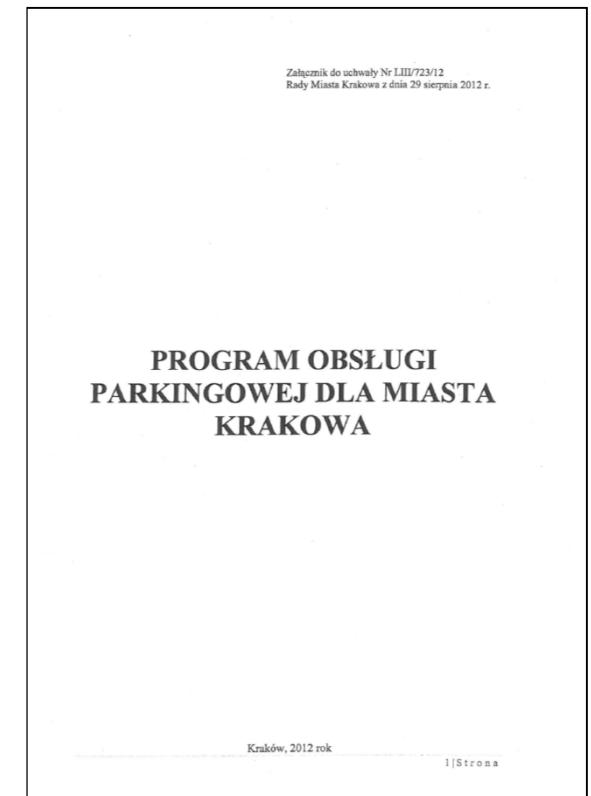 Załącznik do uchwały Nr LIII/723/12
Rady Miasta Krakowa z dnia 29 sierpnia 2012 r.
PROGRAM OBSŁUGI
PARKINGOWEJ DLA MIASTA
KRAKOWA
Kraków, 2012 rok
1|Strona